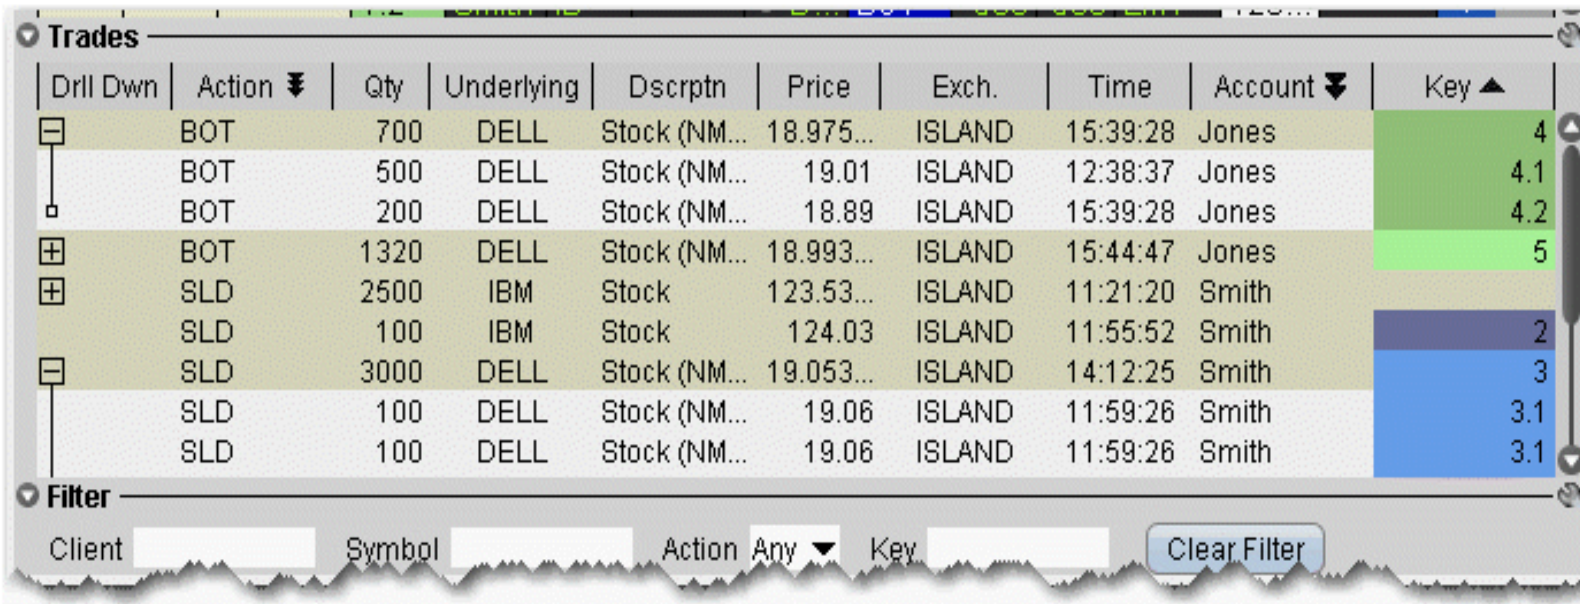 Trades
Drll Dwn Action Qty Underlying Dscrptn Price Exch. Time Account Key
BOT 700 DELL Stock (NM... 18.975... ISLAND 15:39:28 Jones 4
BOT 500 DELL Stock (NM... 19.01 ISLAND 12:38:37 Jones 4.1
BOT 200 DELL Stock (NM... 18.89 ISLAND 15:39:28 Jones 4.2
BOT 1320 DELL Stock (NM... 18.993... ISLAND 15:44:47 Jones 5
SLD 2500 IBM Stock 123.53... ISLAND 11:21:20 Smith
SLD 100 IBM Stock 124.03 ISLAND 11:55:52 Smith 2
SLD 3000 DELL Stock (NM... 19.053... ISLAND 14:12:25 Smith 3
SLD 100 DELL Stock (NM... 19.06 ISLAND 11:59:26 Smith 3.1
SLD 100 DELL Stock (NM... 19.06 ISLAND 11:59:26 Smith 3.1
Filter
Client Symbol Action Any Key Clear Filter